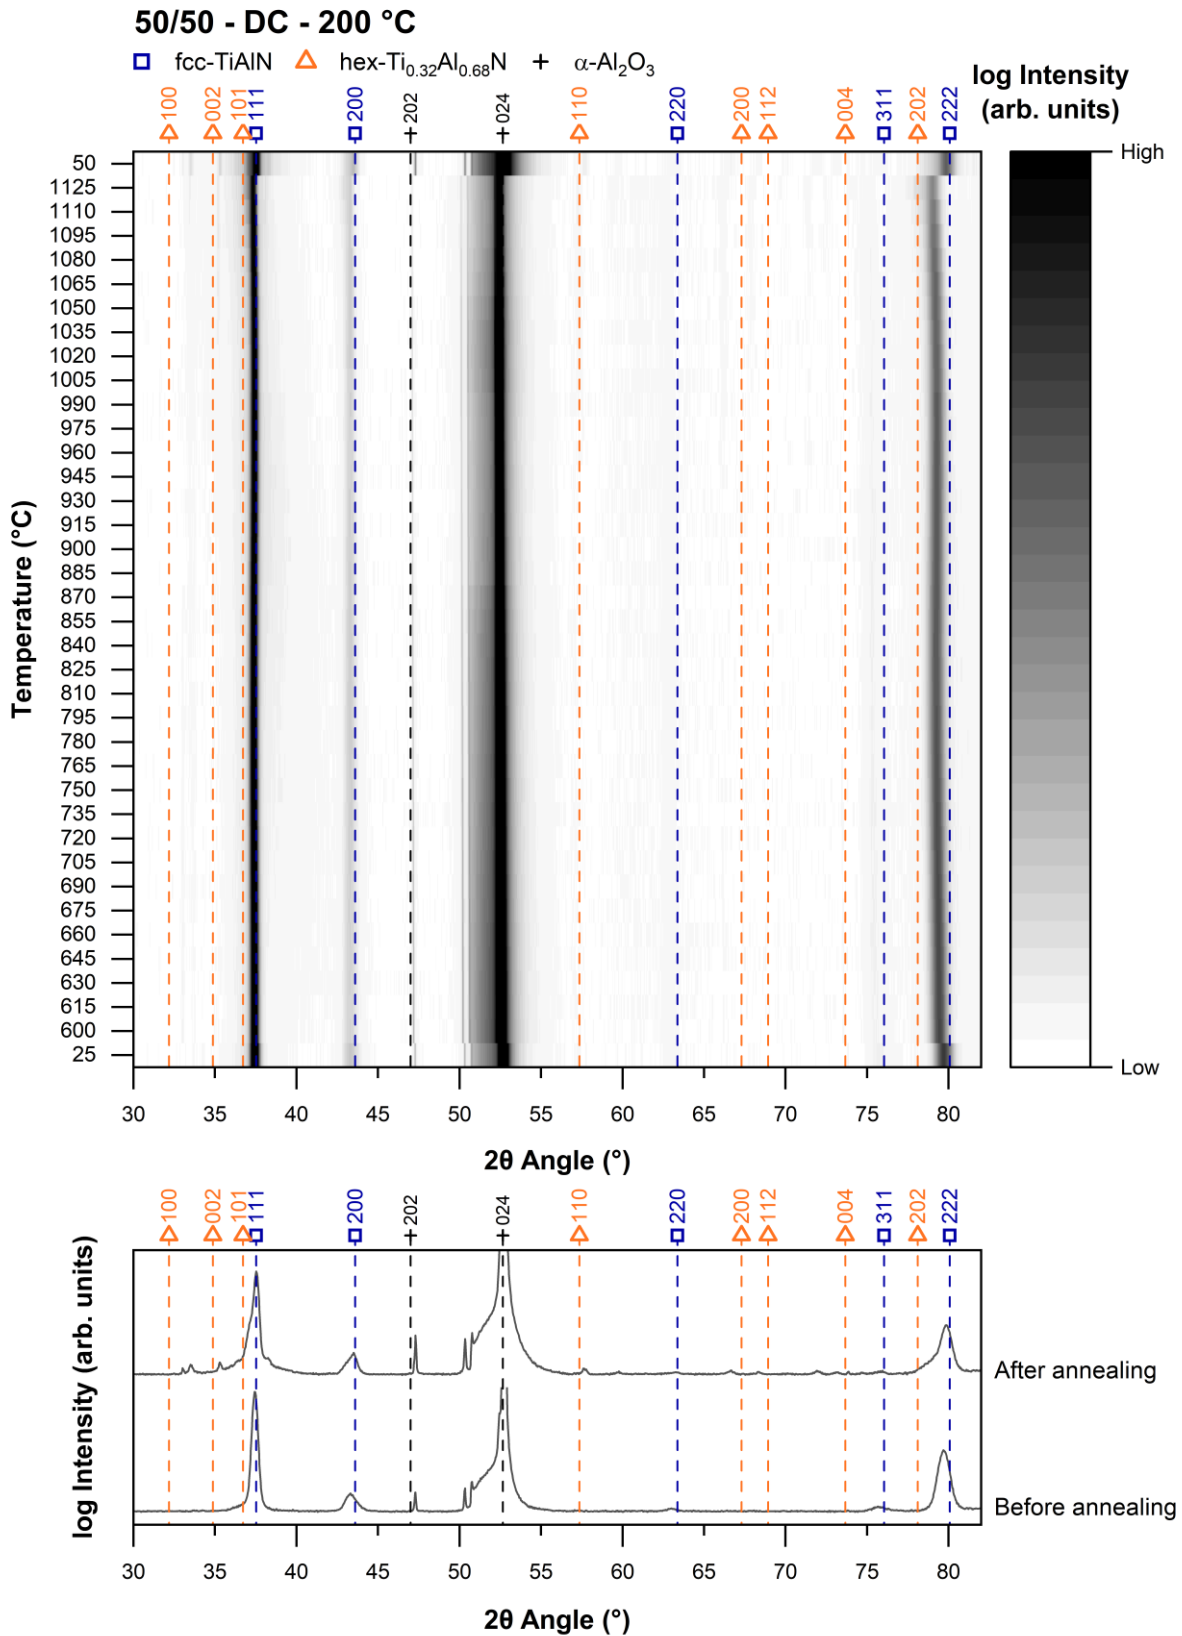 50/50 - DC - 200 °C
fcc-TiAlN hex-Ti0.32Al0.68N + α-Al2O3
log Intensity
(arb. units)
100 002 101 111 200 202 024 110 220 200 112 004 311 202 222
High
Low
Temperature (°C)
50
1125
1110
1095
1080
1065
1050
1035
1020
1005
990
975
960
945
930
915
900
885
870
855
840
825
810
795
780
765
750
735
720
705
690
675
660
645
630
615
600
25
30 35 40 45 50 55 60 65 70 75 80
2θ Angle (°)
100 002 101 111 200 202 024 110 220 200 112 004 311 202 222
log Intensity (arb. units)
After annealing
Before annealing
30 35 40 45 50 55 60 65 70 75 80
2θ Angle (°)